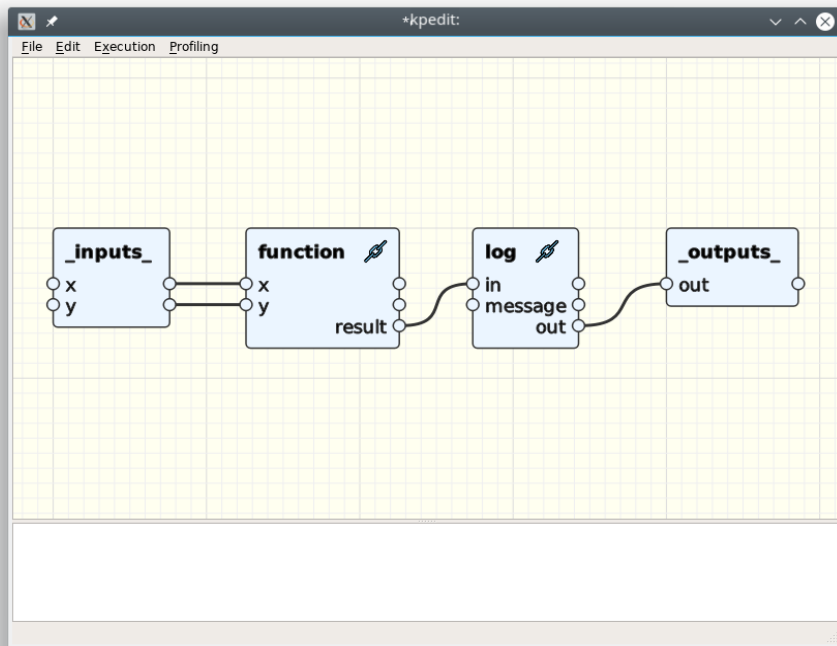 *kpedit:
File Edit Execution Profiling
_inputs_
x
y
function
x
y
result
log
in
message
out
_outputs_
out